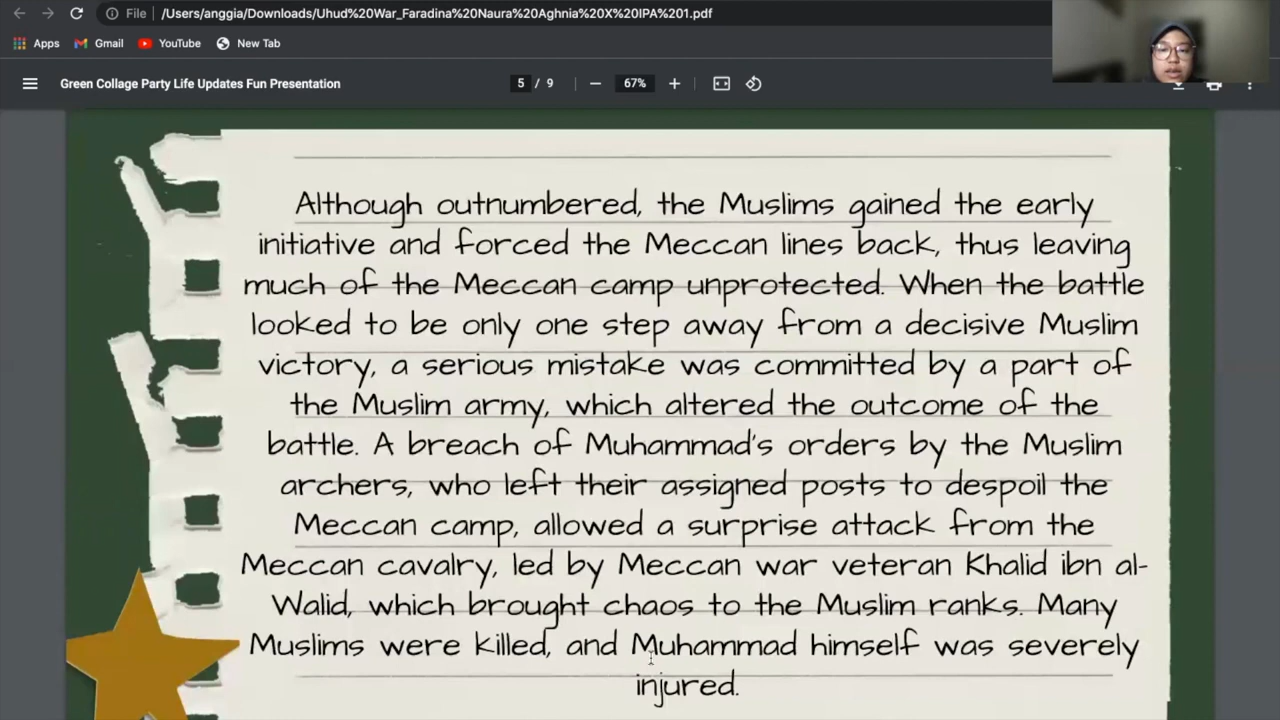 File | /Users/anggia/Downloads/Uhud%20War_Faradina%20Naura%20Aghnia%20X%20IPA%201.pdf
Apps Gmail YouTube New Tab
Green Collage Party Life Updates Fun Presentation 5 / 9 67%
Although outnumbered, the Muslims gained the early
initiative and forced the Meccan lines back, thus leaving
much of the Meccan camp unprotected. When the battle
looked to be only one step away from a decisive Muslim
victory, a serious mistake was committed by a part of
the Muslim army, which altered the outcome of the
battle. A breach of Muhammad's orders by the Muslim
archers, who left their assigned posts to despoil the
Meccan camp, allowed a surprise attack from the
Meccan cavalry, led by Meccan war veteran Khalid ibn al-
Walid, which brought chaos to the Muslim ranks. Many
Muslims were killed, and Muhammad himself was severely
injured.